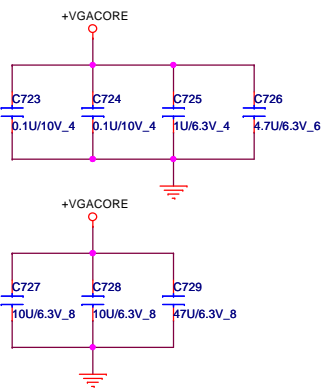 +VGACORE
C723 C724 C725 C726
0.1U/10V_4 0.1U/10V_4 1U/6.3V_4 4.7U/6.3V_6
+VGACORE
C727 C728 C729
10U/6.3V_8 10U/6.3V_8 47U/6.3V_8